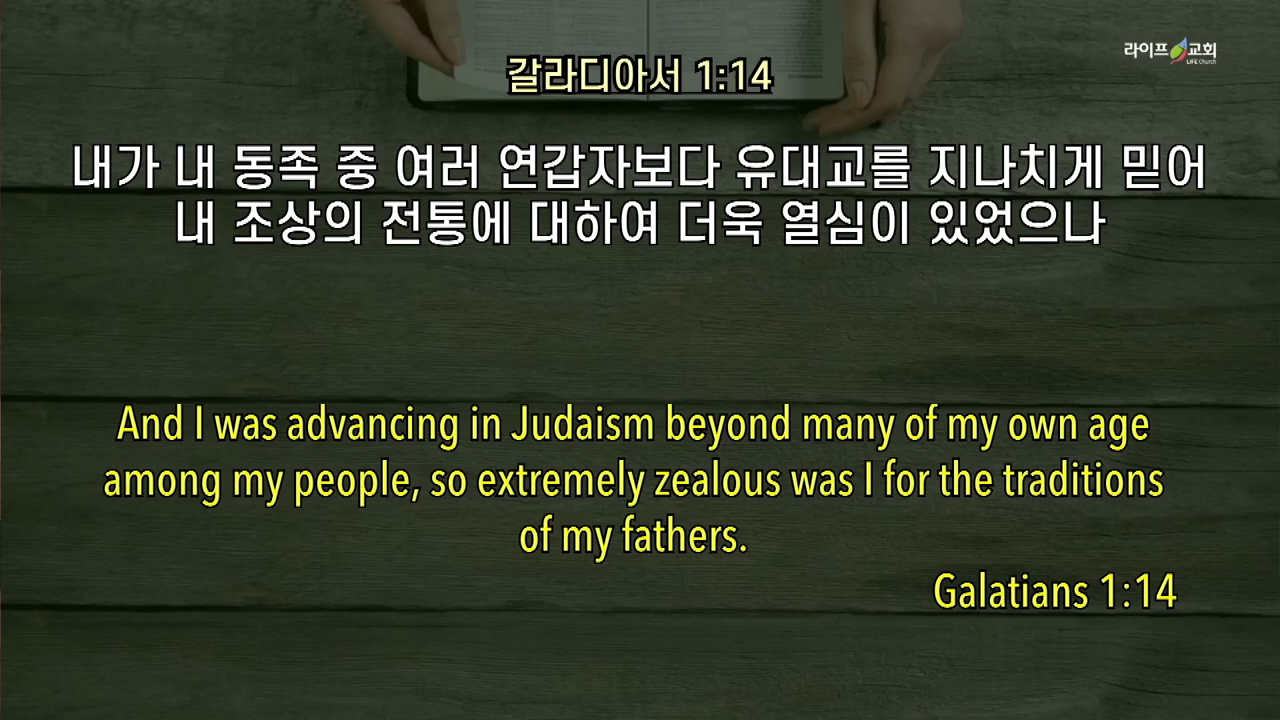 라이프 교회
LIFE Church
갈라디아서 1:14
내가 내 동족 중 여러 연갑자보다 유대교를 지나치게 믿어
내 조상의 전통에 대하여 더욱 열심이 있었으나
And I was advancing in Judaism beyond many of my own age
among my people, so extremely zealous was I for the traditions
of my fathers.
Galatians 1:14